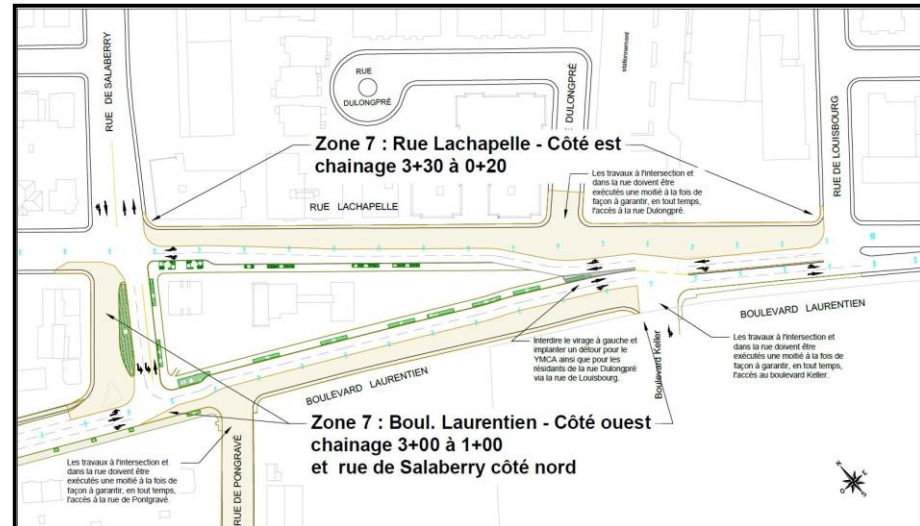 RUE DE SALABERRY
RUE
DULONGPRÉ
RUE DULONGPRÉ
stationnement
RUE DE LOUISBOURG
Zone 7 : Rue Lachapelle - Côté est
chainage 3+30 à 0+20
Les travaux à l'intersection et
dans la rue doivent être
exécutés une moitié à la fois de
façon à garantir, en tout temps,
l'accès à la rue Dulongpré.
RUE LACHAPELLE
BOULEVARD LAURENTIEN
Interdire le virage à gauche et
implanter un détour pour le
YMCA ainsi que pour les
résidants de la rue Dulongpré
via la rue de Louisbourg.
Boulevard Keller
Les travaux à l'intersection et
dans la rue doivent être
exécutés une moitié à la fois de
façon à garantir, en tout temps,
l'accès au boulevard Keller.
BOULEVARD LAURENTIEN
Zone 7 : Boul. Laurentien - Côté ouest
chainage 3+00 à 1+00
et rue de Salaberry côté nord
Les travaux à l'intersection et
dans la rue doivent être
exécutés une moitié à la fois de
façon à garantir, en tout temps,
l'accès à la rue de Pontgravé.
RUE DE PONGRAVÉ
N
E
S
O